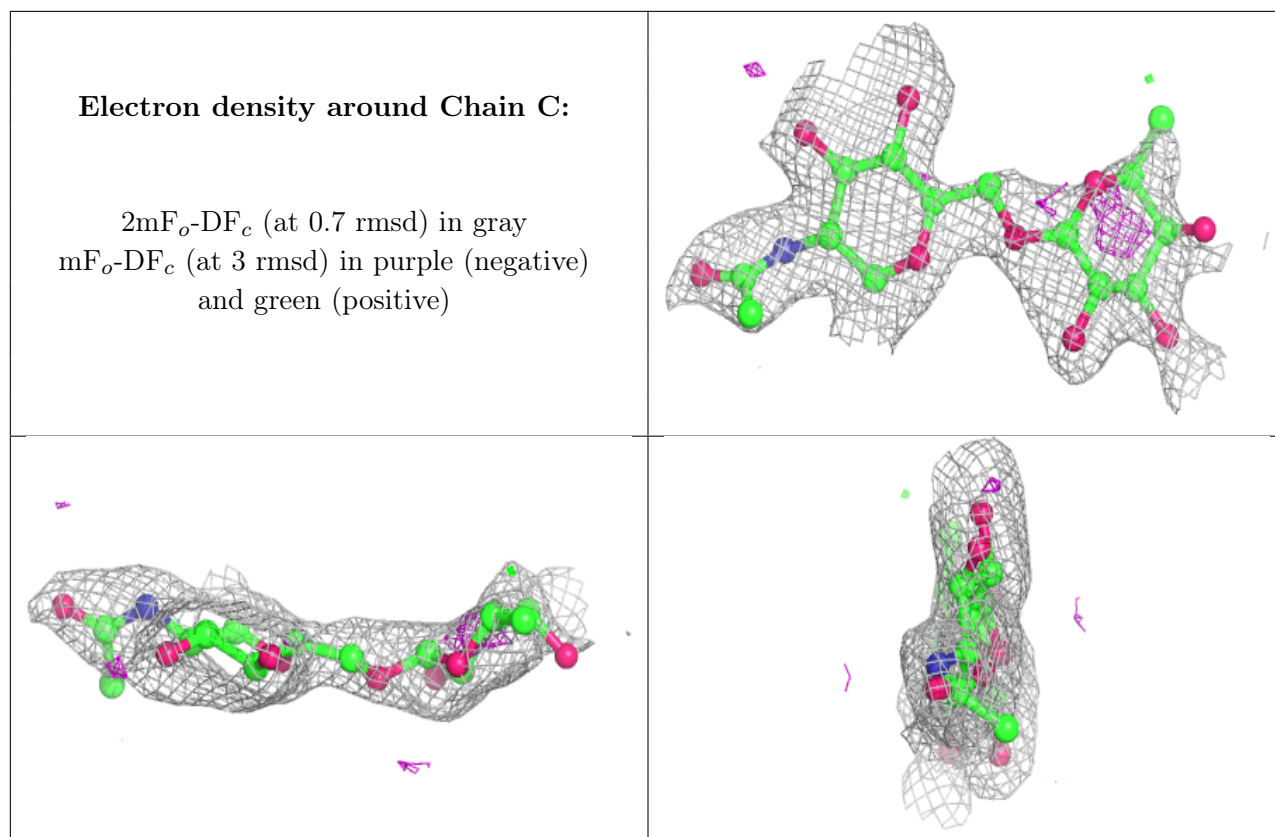 Electron density around Chain C:
2mFo-DFc (at 0.7 rmsd) in gray
mFo-DFc (at 3 rmsd) in purple (negative)
and green (positive)